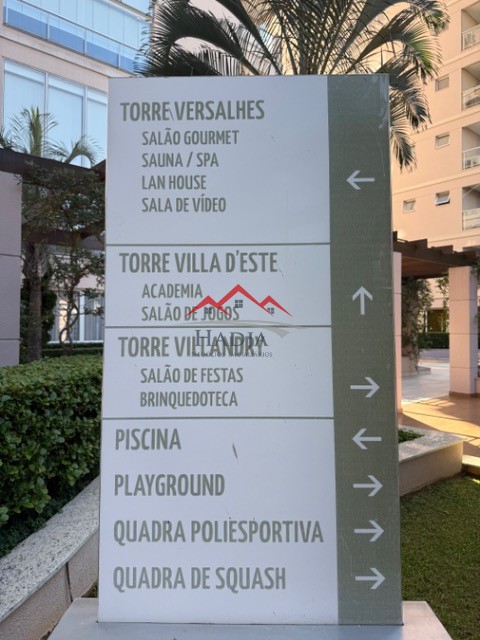 TORRE VERSALHES
SALÃO GOURMET
SAUNA / SPA
LAN HOUSE
SALA DE VÍDEO
←
TORRE VILLA D'ESTE
ACADEMIA
SALÃO DE JOGOS
↑
HADJA
TORRE VILLANDRY
SALÃO DE FESTAS
BRINQUEDOTECA
→
PISCINA ←
PLAYGROUND →
QUADRA POLIESPORTIVA →
QUADRA DE SQUASH →